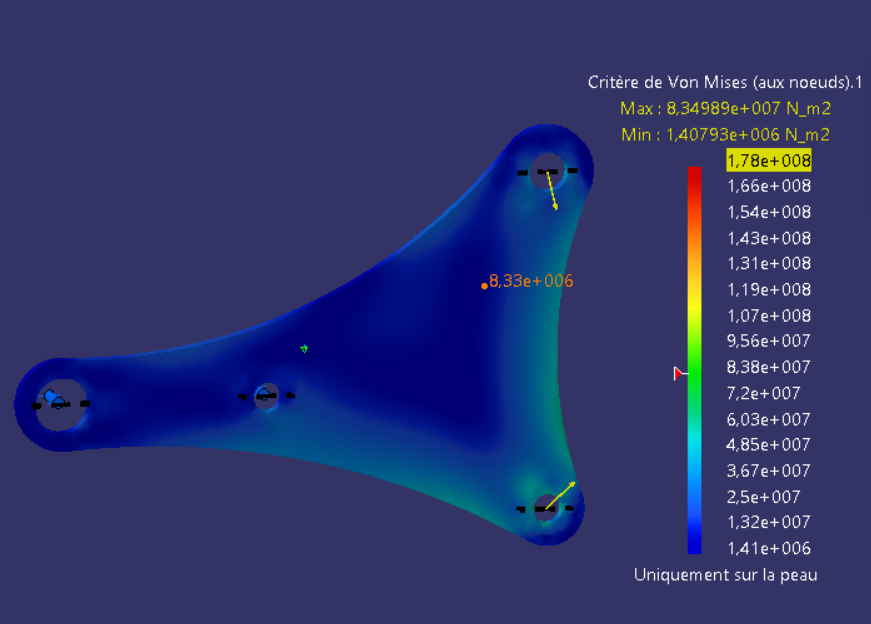 Critère de Von Mises (aux noeuds).1
Max : 8,34989e+007 N_m2
Min : 1,40793e+006 N_m2
1,78e+008
1,66e+008
1,54e+008
1,43e+008
1,31e+008
1,19e+008
1,07e+008
9,56e+007
8,38e+007
7,2e+007
6,03e+007
4,85e+007
3,67e+007
2,5e+007
1,32e+007
1,41e+006
Uniquement sur la peau
8,33e+006